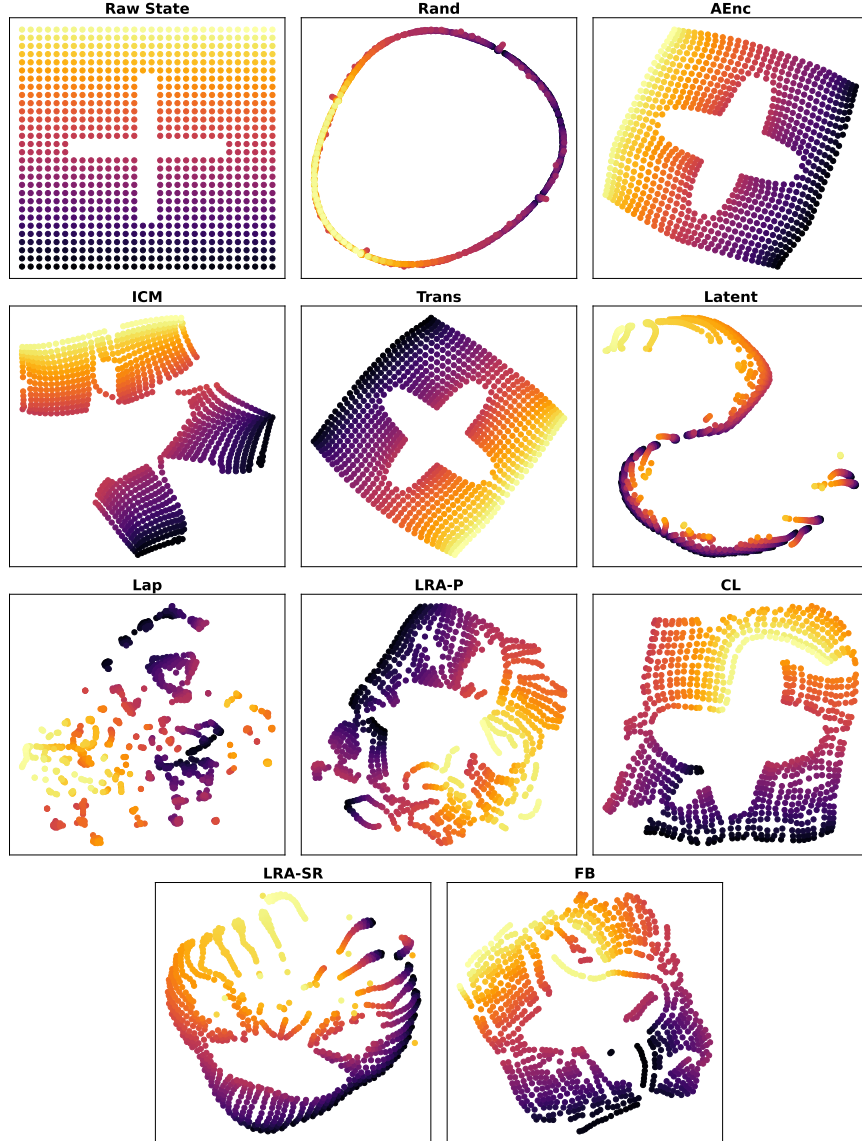 Raw State
Rand
AEnc
ICM
Trans
Latent
Lap
LRA-P
CL
LRA-SR
FB